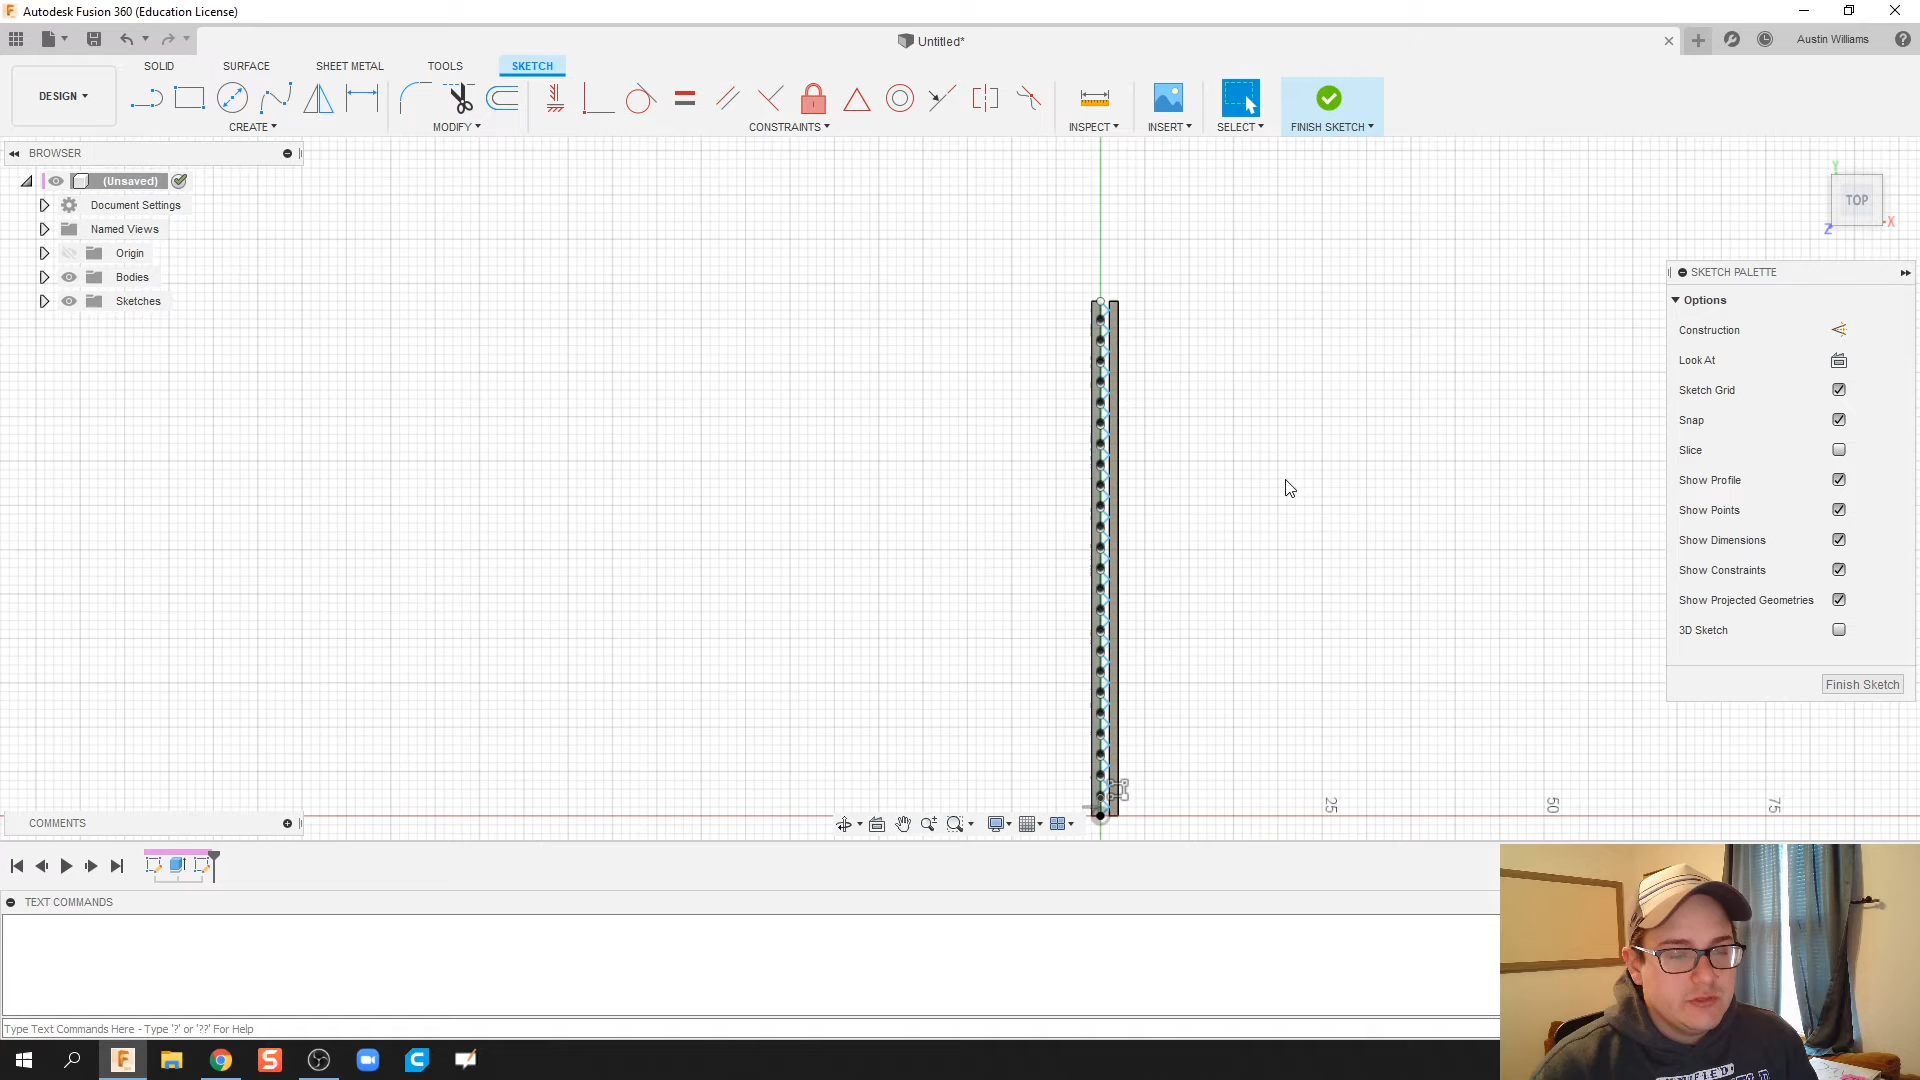 Autodesk Fusion 360 (Education License)
Untitled*
Austin Williams
SOLID
SURFACE
SHEET METAL
TOOLS
SKETCH
DESIGN
CREATE
MODIFY
CONSTRAINTS
INSPECT
INSERT
SELECT
FINISH SKETCH
BROWSER
(Unsaved)
Document Settings
Named Views
Origin
Bodies
Sketches
Y
TOP
X
Z
SKETCH PALETTE
Options
Construction
Look At
Sketch Grid
Snap
Slice
Show Profile
Show Points
Show Dimensions
Show Constraints
Show Projected Geometries
3D Sketch
Finish Sketch
25
50
75
COMMENTS
TEXT COMMANDS
Type Text Commands Here - Type '?' or '??' For Help